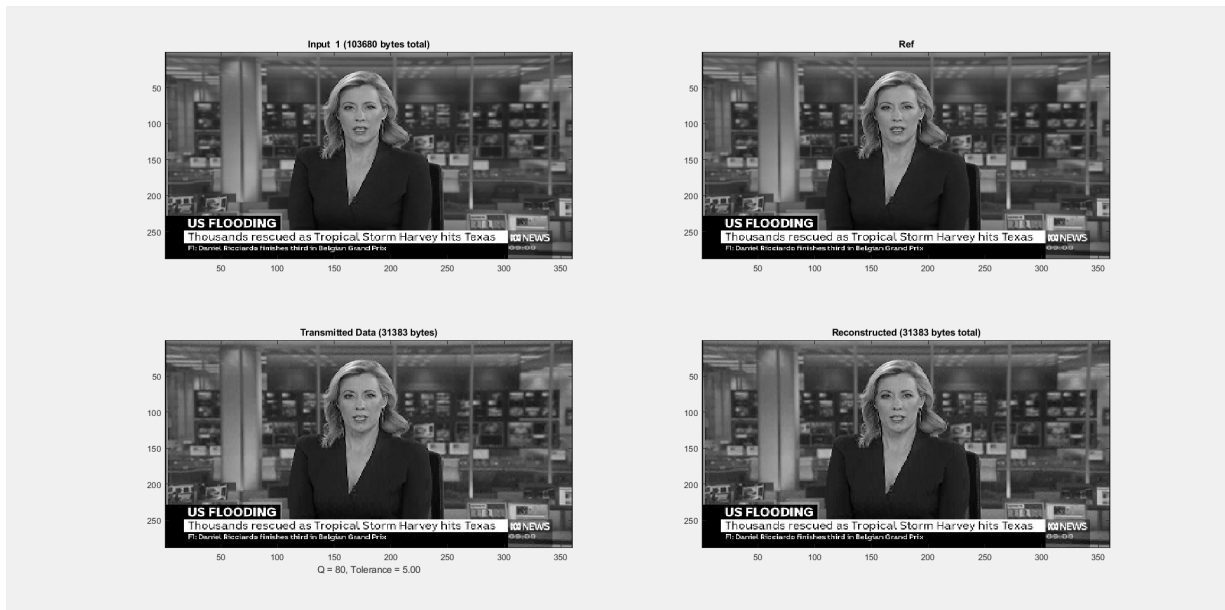 Input  1 (103680 bytes total)
50
100
150
200
250
US FLOODING
Thousands rescued as Tropical Storm Harvey hits Texas
NEWS
F1: Daniel Ricciardo finishes third in Belgian Grand Prix
50 100 150 200 250 300 350
Ref
50
100
150
200
250
US FLOODING
Thousands rescued as Tropical Storm Harvey hits Texas
NEWS
F1: Daniel Ricciardo finishes third in Belgian Grand Prix
50 100 150 200 250 300 350
Transmitted Data (31383 bytes)
50
100
150
200
250
US FLOODING
Thousands rescued as Tropical Storm Harvey hits Texas
NEWS
F1: Daniel Ricciardo finishes third in Belgian Grand Prix
50 100 150 200 250 300 350
Q = 80, Tolerance = 5.00
Reconstructed (31383 bytes total)
50
100
150
200
250
US FLOODING
Thousands rescued as Tropical Storm Harvey hits Texas
NEWS
F1: Daniel Ricciardo finishes third in Belgian Grand Prix
50 100 150 200 250 300 350